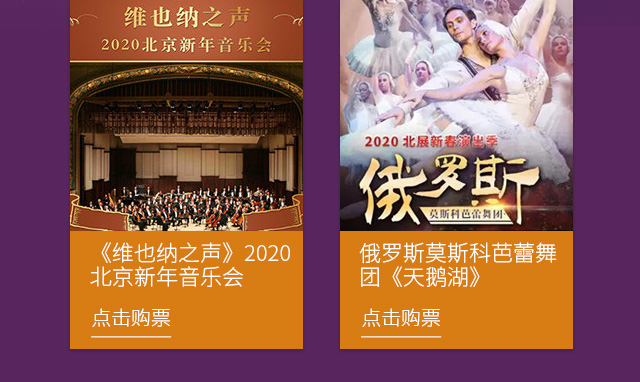 维也纳之声
2020北京新年音乐会
《维也纳之声》2020
北京新年音乐会
点击购票
2020 北展新春演出季
俄罗斯
莫斯科芭蕾舞团
俄罗斯莫斯科芭蕾舞
团《天鹅湖》
点击购票